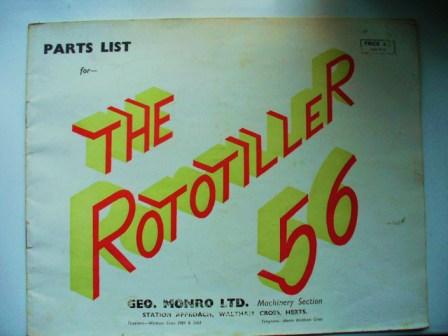 PARTS LIST
for—
PRICE
THE
ROTOTILLER
56
GEO. MONRO LTD. Machinery Section
STATION APPROACH, WALTHAM CROSS, HERTS.